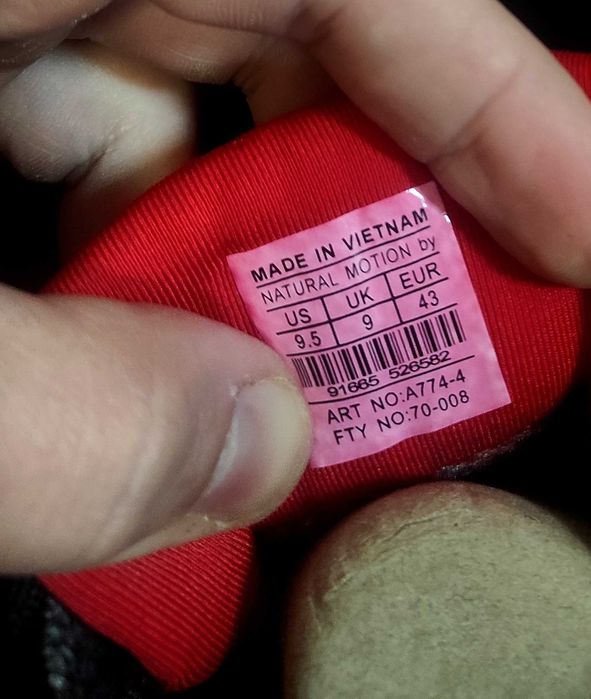 MADE IN VIETNAM
NATURAL MOTION by
US UK EUR
9.5 9 43
91665 526582
ART NO:A774-4
FTY NO:70-008